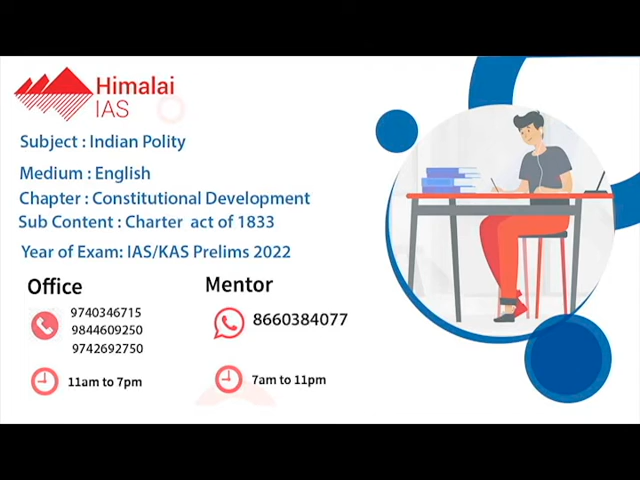 Himalai
IAS
Subject : Indian Polity
Medium : English
Chapter : Constitutional Development
Sub Content : Charter act of 1833
Year of Exam: IAS/KAS Prelims 2022
Office
9740346715
9844609250
9742692750
11am to 7pm
Mentor
8660384077
7am to 11pm